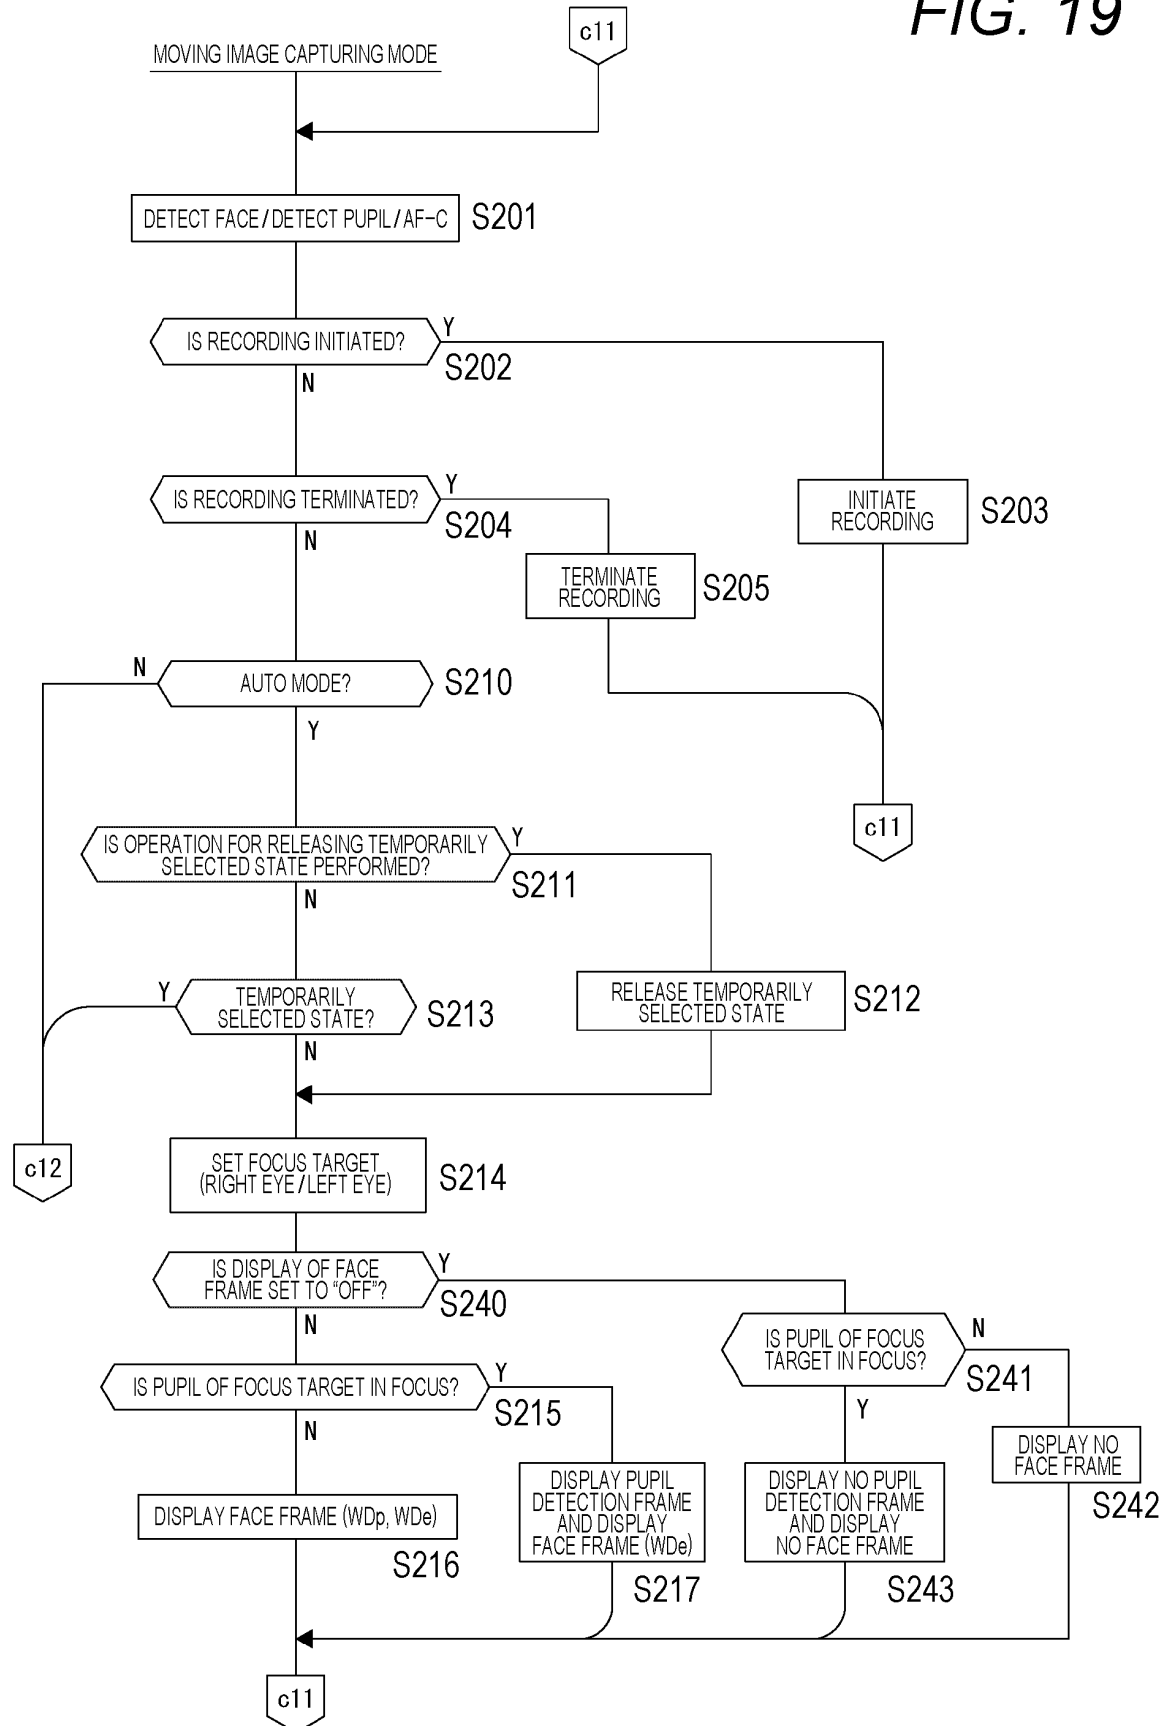 FIG. 19
c11
MOVING IMAGE CAPTURING MODE
DETECT FACE/DETECT PUPIL/AF-C
S201
IS RECORDING INITIATED?
Y
S202
N
IS RECORDING TERMINATED?
Y
S204
N
INITIATE
RECORDING
S203
TERMINATE
RECORDING
S205
N
AUTO MODE?
S210
Y
c11
IS OPERATION FOR RELEASING TEMPORARILY
SELECTED STATE PERFORMED?
Y
S211
N
Y
TEMPORARILY
SELECTED STATE?
S213
N
RELEASE TEMPORARILY
SELECTED STATE
S212
c12
SET FOCUS TARGET
(RIGHT EYE/LEFT EYE)
S214
IS DISPLAY OF FACE
FRAME SET TO “OFF”?
Y
S240
N
IS PUPIL OF FOCUS
TARGET IN FOCUS?
N
S241
Y
IS PUPIL OF FOCUS TARGET IN FOCUS?
Y
S215
N
DISPLAY NO
FACE FRAME
S242
DISPLAY FACE FRAME (WDp, WDe)
S216
DISPLAY PUPIL
DETECTION FRAME
AND DISPLAY
FACE FRAME (WDe)
S217
DISPLAY NO PUPIL
DETECTION FRAME
AND DISPLAY
NO FACE FRAME
S243
c11